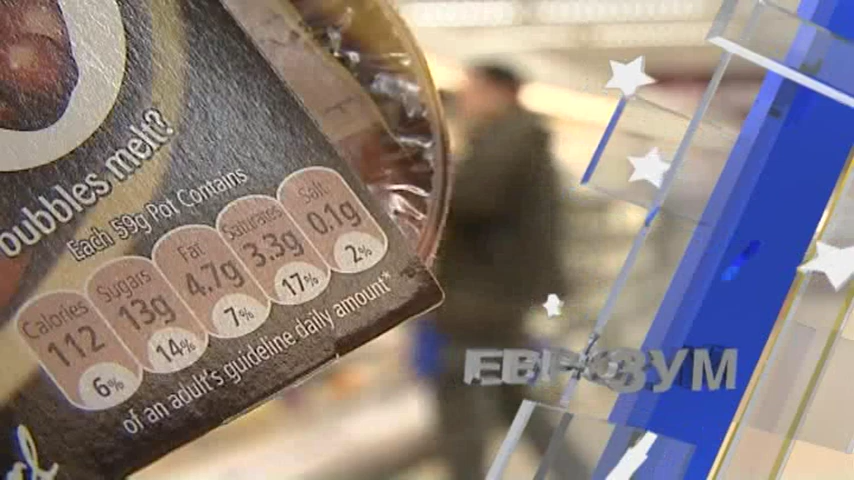 bubbles melt?
Each 59g Pot Contains
Calories Sugars Fat Saturates Salt
112 13g 4.7g 3.3g 0.1g
6% 14% 7% 17% 2%
of an adult's guideline daily amount*